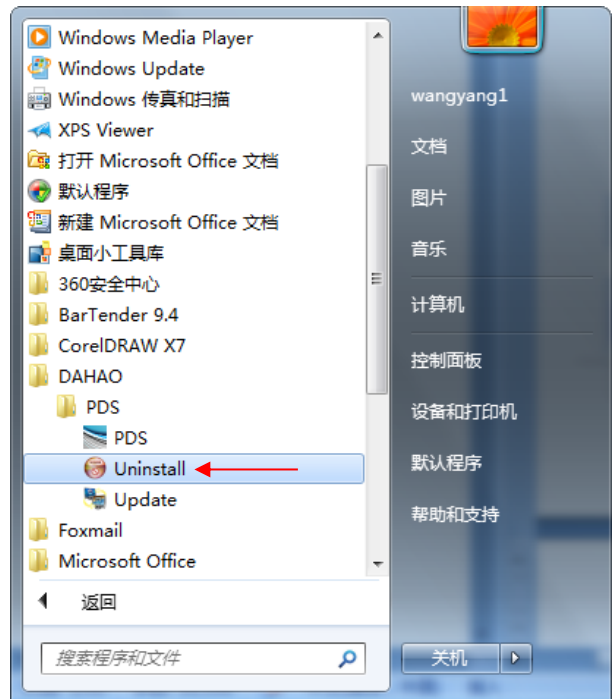 Windows Media Player
Windows Update
Windows 传真和扫描
XPS Viewer
打开 Microsoft Office 文档
默认程序
新建 Microsoft Office 文档
桌面小工具库
360安全中心
BarTender 9.4
CorelDRAW X7
DAHAO
PDS
PDS
Uninstall
Update
Foxmail
Microsoft Office
返回
搜索程序和文件
wangyang1
文档
图片
音乐
计算机
控制面板
设备和打印机
默认程序
帮助和支持
关机